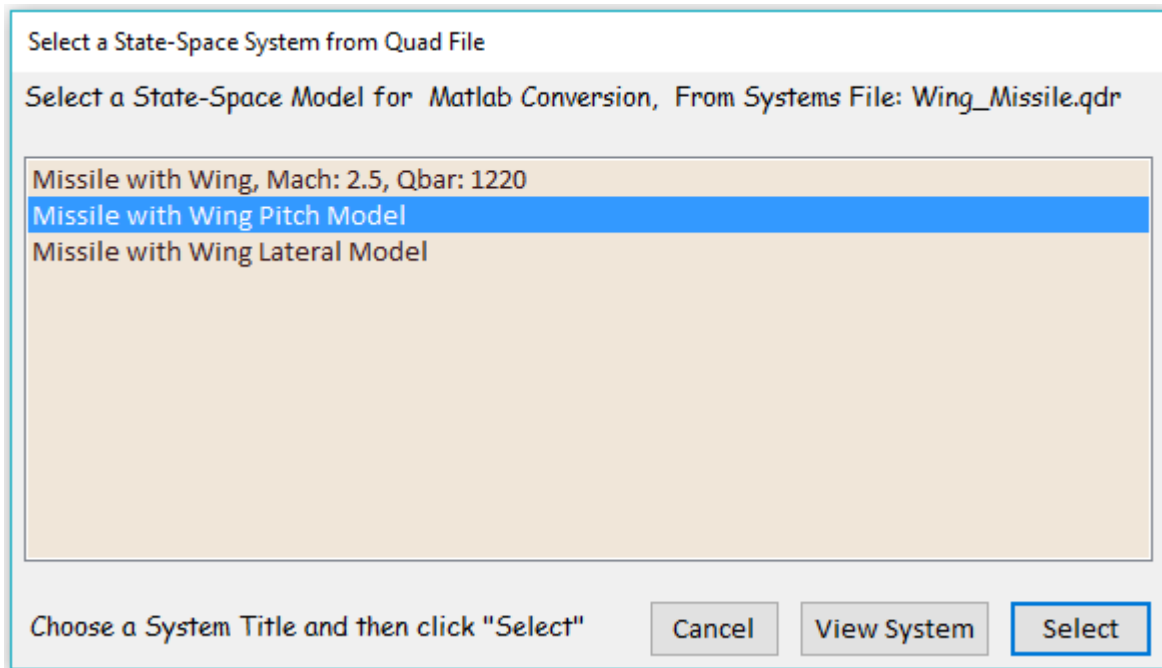 Select a State-Space System from Quad File
Select a State-Space Model for Matlab Conversion, From Systems File: Wing_Missile.qdr
Missile with Wing, Mach: 2.5, Qbar: 1220
Missile with Wing Pitch Model
Missile with Wing Lateral Model
Choose a System Title and then click "Select" Cancel View System Select